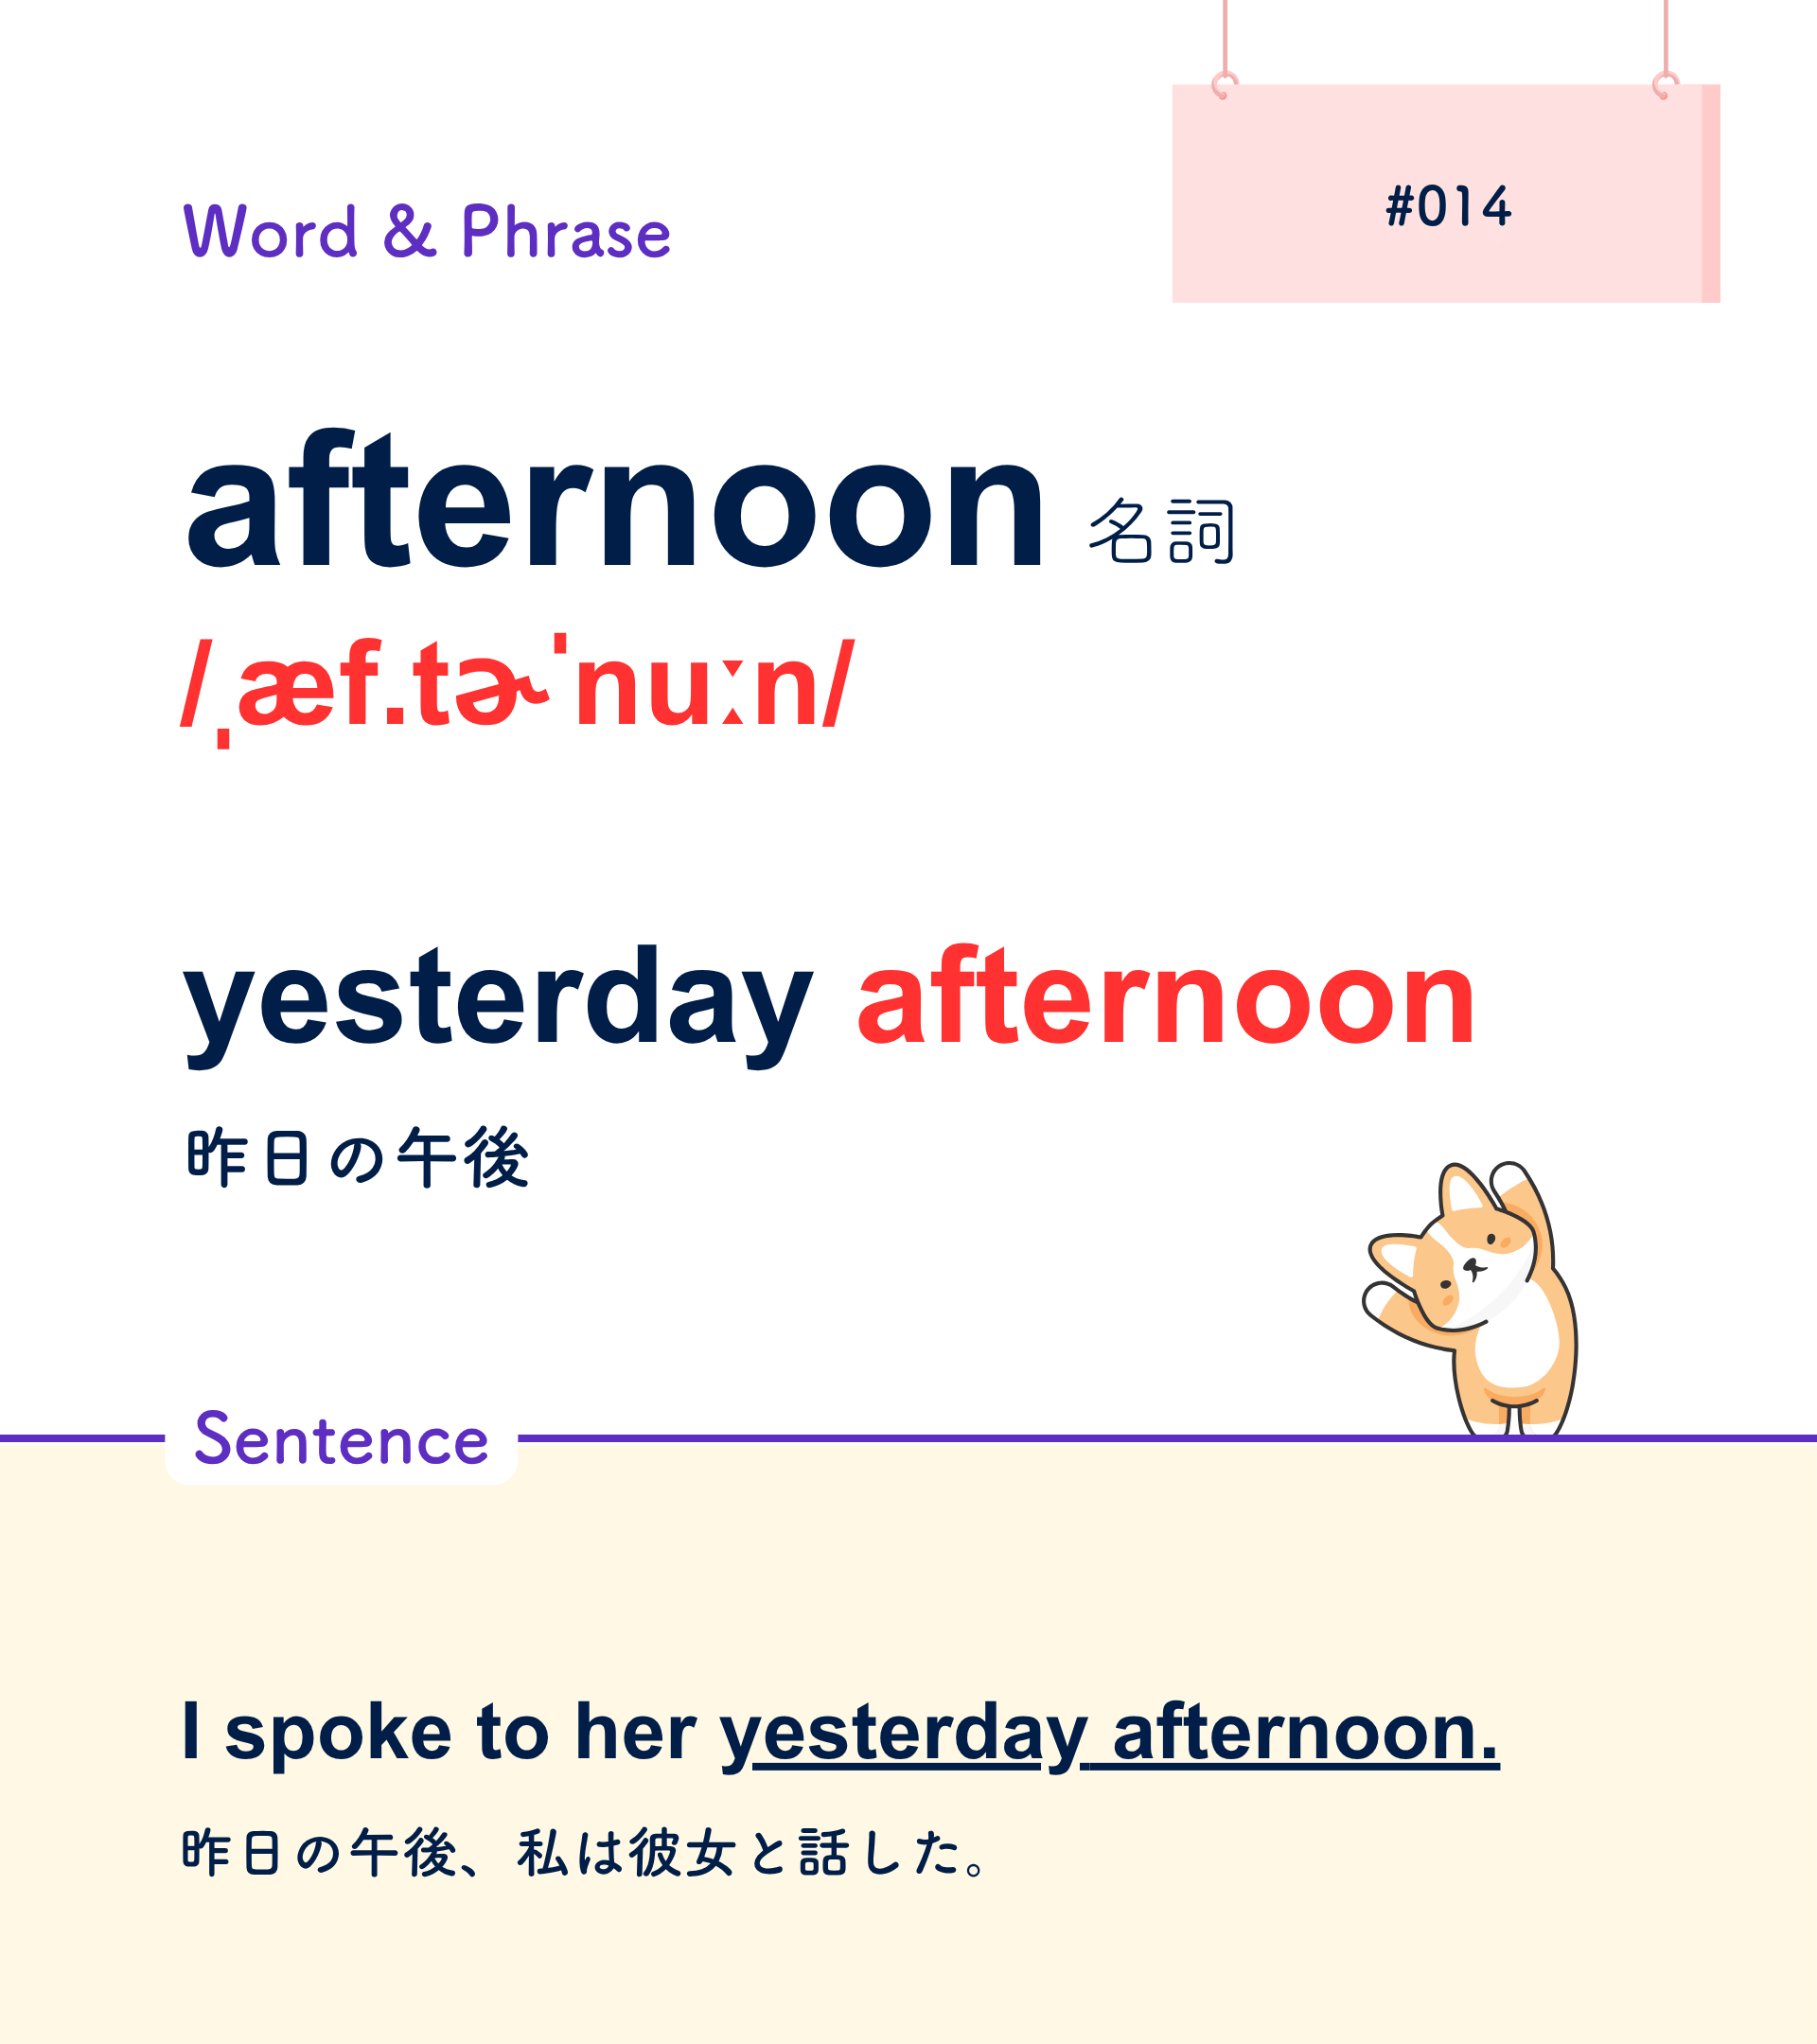 Word & Phrase
#014
afternoon 名詞
/ˌæf.tɚˈnuːn/
yesterday afternoon
昨日の午後
Sentence
I spoke to her yesterday afternoon.
昨日の午後、私は彼女と話した。